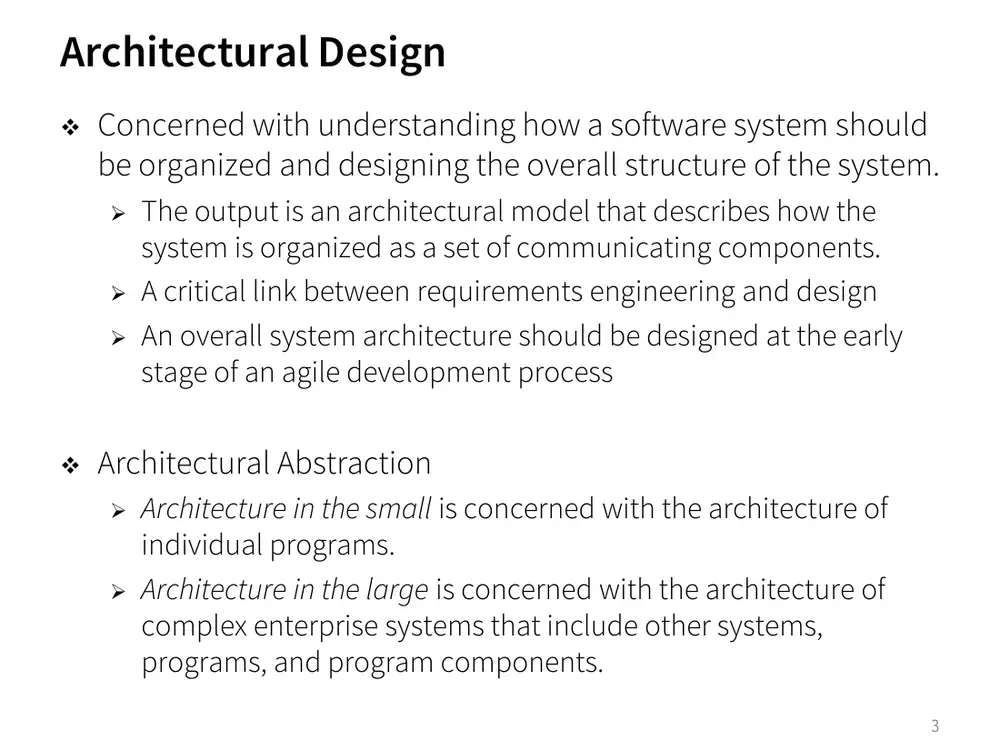 Architectural Design
❖ Concerned with understanding how a software system should
be organized and designing the overall structure of the system.
➢ The output is an architectural model that describes how the
system is organized as a set of communicating components.
➢ A critical link between requirements engineering and design
➢ An overall system architecture should be designed at the early
stage of an agile development process
❖ Architectural Abstraction
➢ Architecture in the small is concerned with the architecture of
individual programs.
➢ Architecture in the large is concerned with the architecture of
complex enterprise systems that include other systems,
programs, and program components.
3